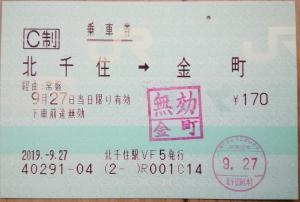 乗車券
C制
北千住 → 金町
経由:常磐
9月27日当日限り有効
下車前途無効
¥170
無効
金町
2019.-9.27 北千住駅VF5発行
40291-04 (2- )R001C14
9.27